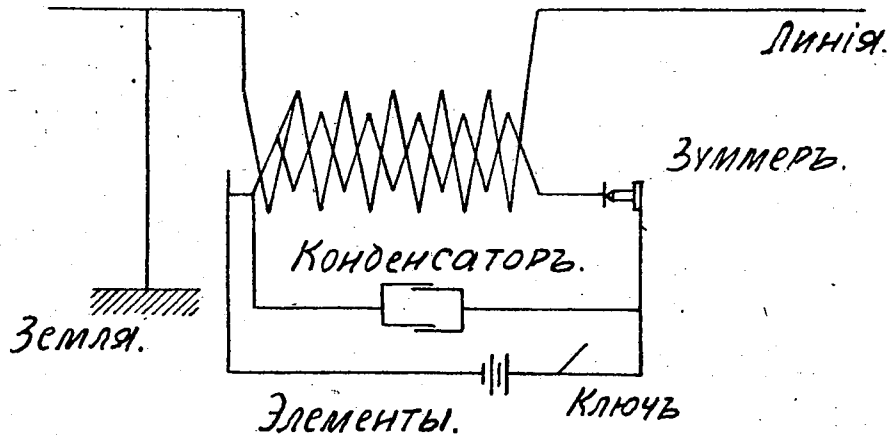 Линія.
Зуммеръ.
Конденсаторъ.
Земля.
Элементы.
Ключъ